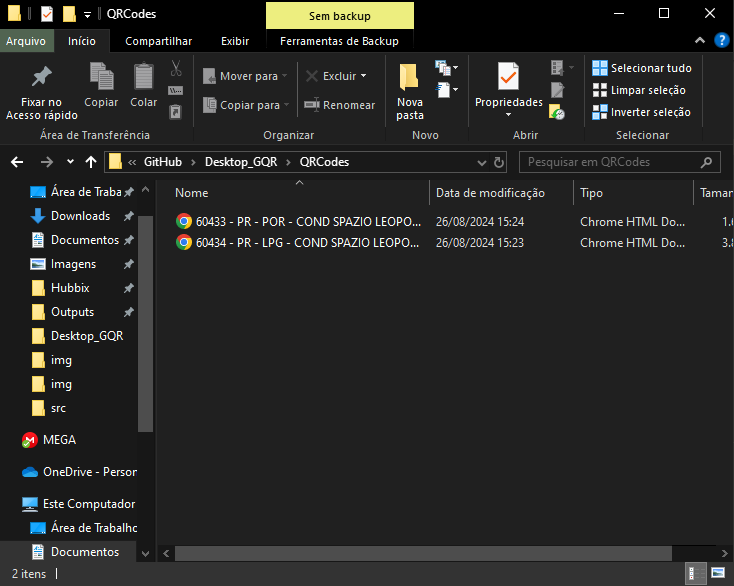 QRCodes
Sem backup
Arquivo
Início
Compartilhar
Exibir
Ferramentas de Backup
Fixar no
Acesso rápido
Copiar
Colar
Mover para
Copiar para
Excluir
Renomear
Nova
pasta
Propriedades
Selecionar tudo
Limpar seleção
Inverter seleção
Área de Transferência
Organizar
Novo
Abrir
Selecionar
« GitHub > Desktop_GQR > QRCodes
Pesquisar em QRCodes
Nome
Data de modificação
Tipo
Taman
60433 - PR - POR - COND SPAZIO LEOPO...
26/08/2024 15:24
Chrome HTML Do...
60434 - PR - LPG - COND SPAZIO LEOPO...
26/08/2024 15:23
Chrome HTML Do...
3.8
Área de Traba
Downloads
Documentos
Imagens
Hubbix
Outputs
Desktop_GQR
img
img
src
MEGA
OneDrive - Person
Este Computador
Área de Trabalho
Documentos
2 itens